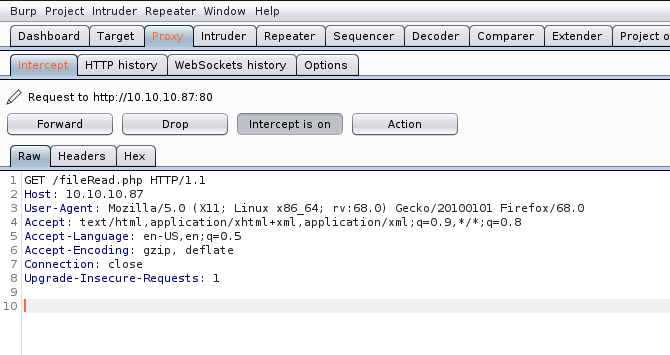 Burp Project Intruder Repeater Window Help
Dashboard Target Proxy Intruder Repeater Sequencer Decoder Comparer Extender Project o
Intercept HTTP history WebSockets history Options
Request to http://10.10.10.87:80
Forward Drop Intercept is on Action
Raw Headers Hex
1 GET /fileRead.php HTTP/1.1
2 Host: 10.10.10.87
3 User-Agent: Mozilla/5.0 (X11; Linux x86_64; rv:68.0) Gecko/20100101 Firefox/68.0
4 Accept: text/html,application/xhtml+xml,application/xml;q=0.9,*/*;q=0.8
5 Accept-Language: en-US,en;q=0.5
6 Accept-Encoding: gzip, deflate
7 Connection: close
8 Upgrade-Insecure-Requests: 1
9
10